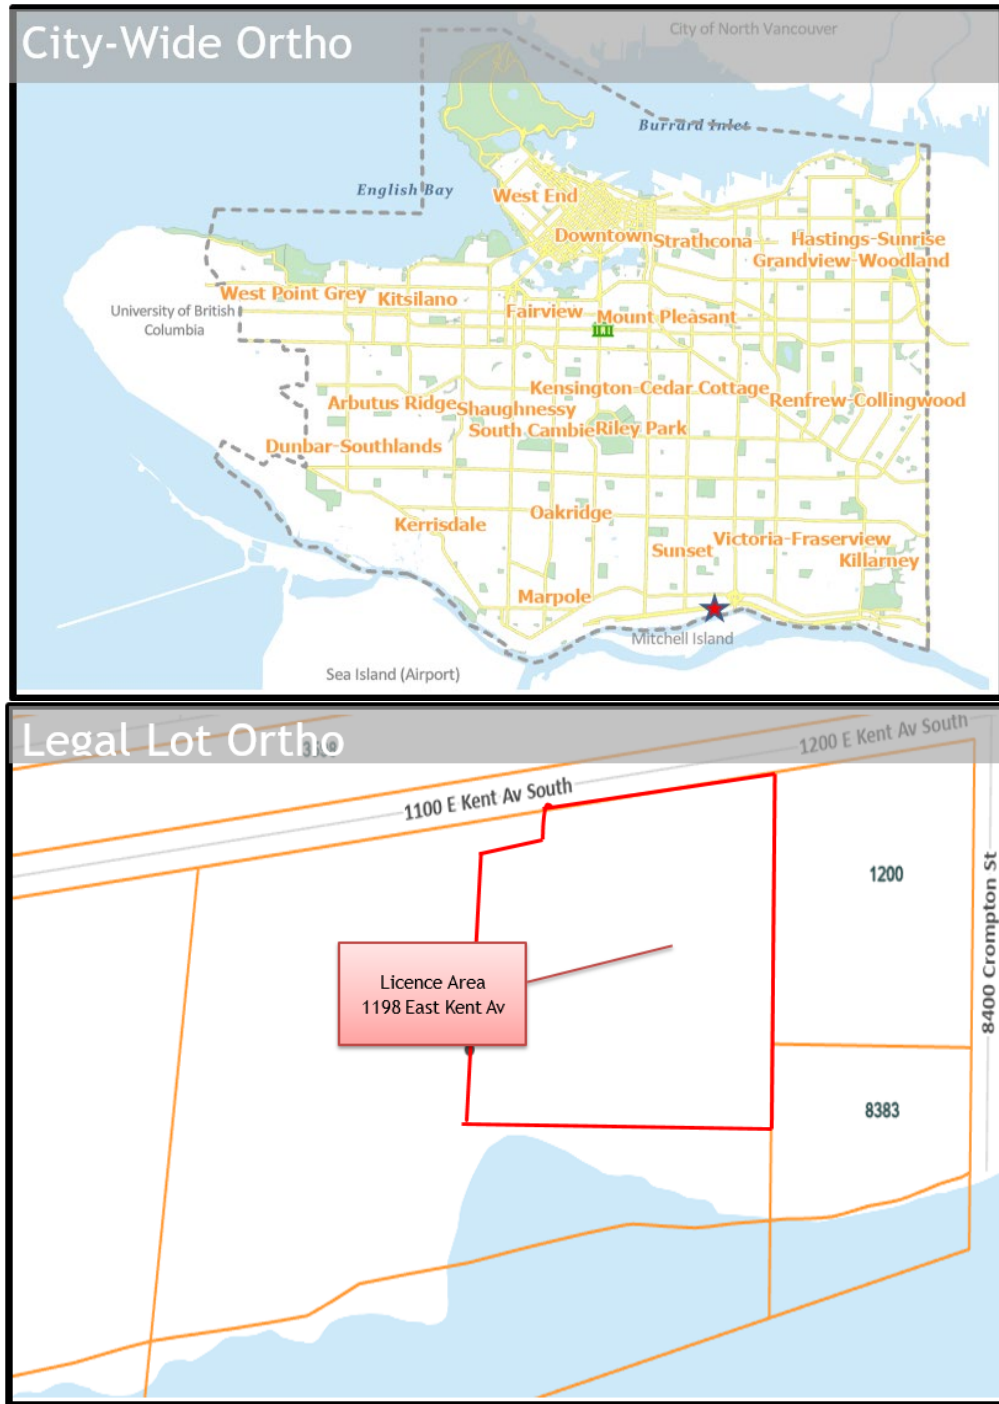 City-Wide Ortho
City of North Vancouver
Burrard Inlet
English Bay
West End
Downtown
Strathcona
Hastings-Sunrise
Grandview-Woodland
West Point Grey
Kitsilano
University of British
Columbia
Fairview
Mount Pleasant
Kensington-Cedar Cottage
Arbutus Ridge
Shaughnessy
Renfrew-Collingwood
South Cambie
Riley Park
Dunbar-Southlands
Kerrisdale
Oakridge
Sunset
Victoria-Fraserview
Killarney
Marpole
Mitchell Island
Sea Island (Airport)
Legal Lot Ortho
1200 E Kent Av South
1100 E Kent Av South
1200
8400 Crompton St
Licence Area
1198 East Kent Av
8383